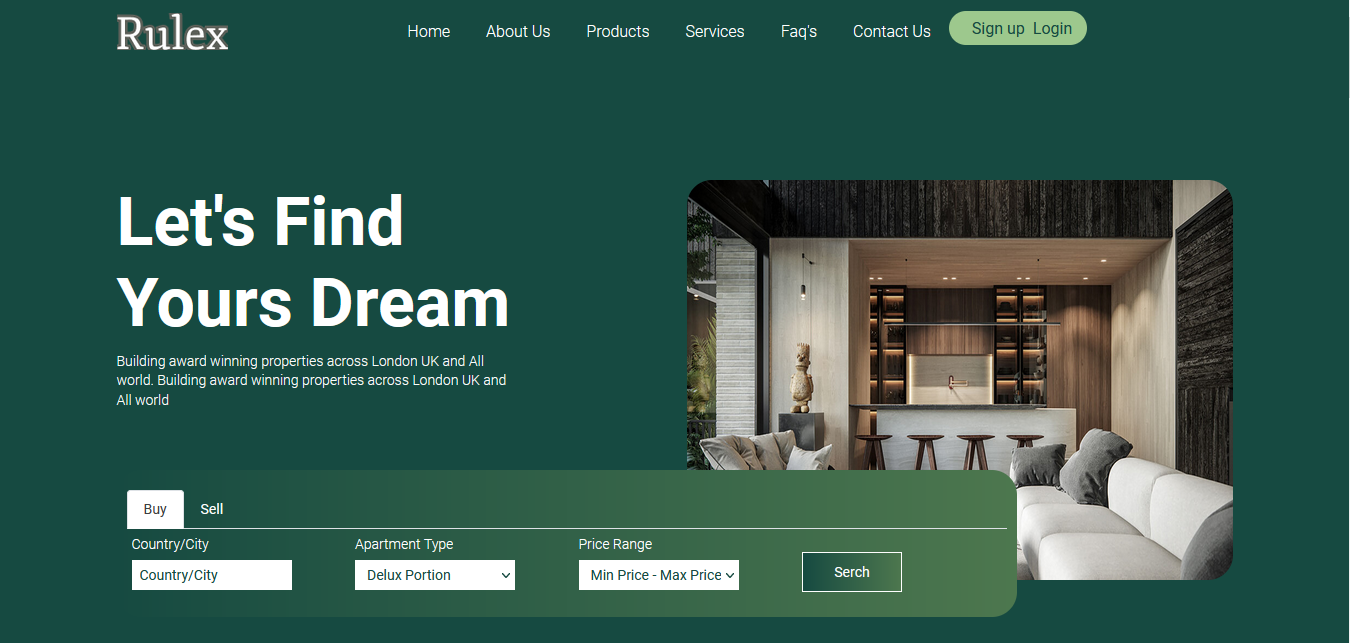 Rulex
Home About Us Products Services Faq's Contact Us Sign up Login
Let's Find
Yours Dream
Building award winning properties across London UK and All
world. Building award winning properties across London UK and
All world
Buy Sell
Country/City Apartment Type Price Range
Country/City Delux Portion Min Price - Max Price Serch